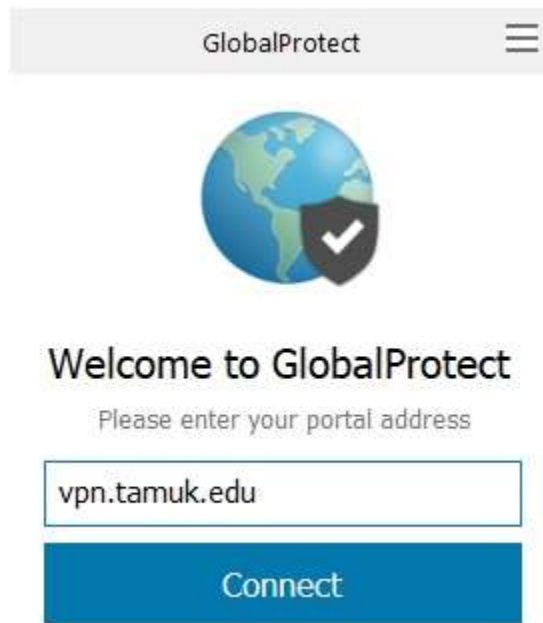 GlobalProtect
Welcome to GlobalProtect
Please enter your portal address
vpn.tamuk.edu
Connect